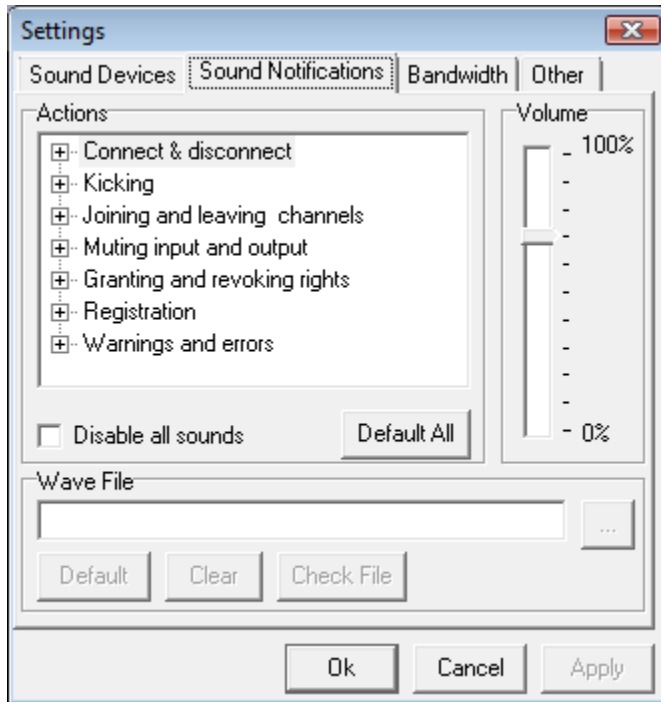 Settings
Sound Devices Sound Notifications Bandwidth Other
Actions
Connect & disconnect
Kicking
Joining and leaving  channels
Muting input and output
Granting and revoking rights
Registration
Warnings and errors
Disable all sounds
Default All
Volume
100%
0%
Wave File
...
Default Clear Check File
Ok Cancel Apply